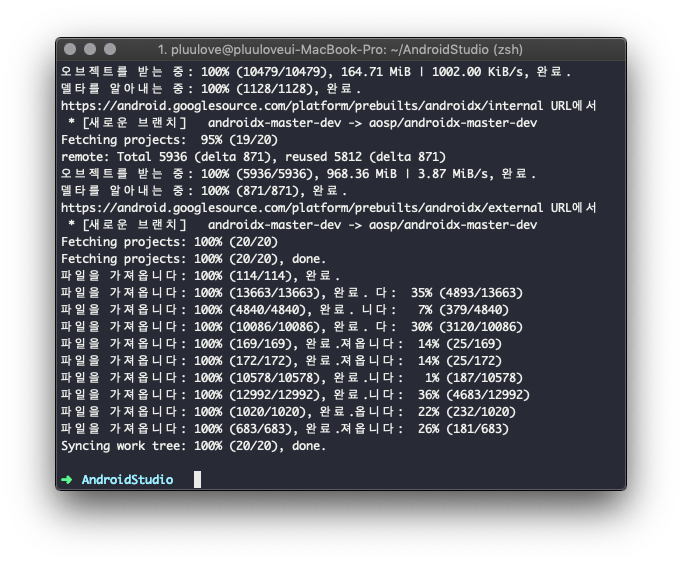 1. pluulove@pluuloveui-MacBook-Pro: ~/AndroidStudio (zsh)
오브젝트를 받는 중: 100% (10479/10479), 164.71 MiB | 1002.00 KiB/s, 완료.
델타를 알아내는 중: 100% (1128/1128), 완료.
https://android.googlesource.com/platform/prebuilts/androidx/internal URL에서
 * [새로운 브랜치]   androidx-master-dev -> aosp/androidx-master-dev
Fetching projects:  95% (19/20)
remote: Total 5936 (delta 871), reused 5812 (delta 871)
오브젝트를 받는 중: 100% (5936/5936), 968.36 MiB | 3.87 MiB/s, 완료.
델타를 알아내는 중: 100% (871/871), 완료.
https://android.googlesource.com/platform/prebuilts/androidx/external URL에서
 * [새로운 브랜치]   androidx-master-dev -> aosp/androidx-master-dev
Fetching projects: 100% (20/20)
Fetching projects: 100% (20/20), done.
파일을 가져옵니다: 100% (114/114), 완료.
파일을 가져옵니다: 100% (13663/13663), 완료. 다:  35% (4893/13663)
파일을 가져옵니다: 100% (4840/4840), 완료. 니다:   7% (379/4840)
파일을 가져옵니다: 100% (10086/10086), 완료. 다:  30% (3120/10086)
파일을 가져옵니다: 100% (169/169), 완료.져옵니다:  14% (25/169)
파일을 가져옵니다: 100% (172/172), 완료.져옵니다:  14% (25/172)
파일을 가져옵니다: 100% (10578/10578), 완료.니다:   1% (187/10578)
파일을 가져옵니다: 100% (12992/12992), 완료.니다:  36% (4683/12992)
파일을 가져옵니다: 100% (1020/1020), 완료.옵니다:  22% (232/1020)
파일을 가져옵니다: 100% (683/683), 완료.져옵니다:  26% (181/683)
Syncing work tree: 100% (20/20), done.
➜ AndroidStudio